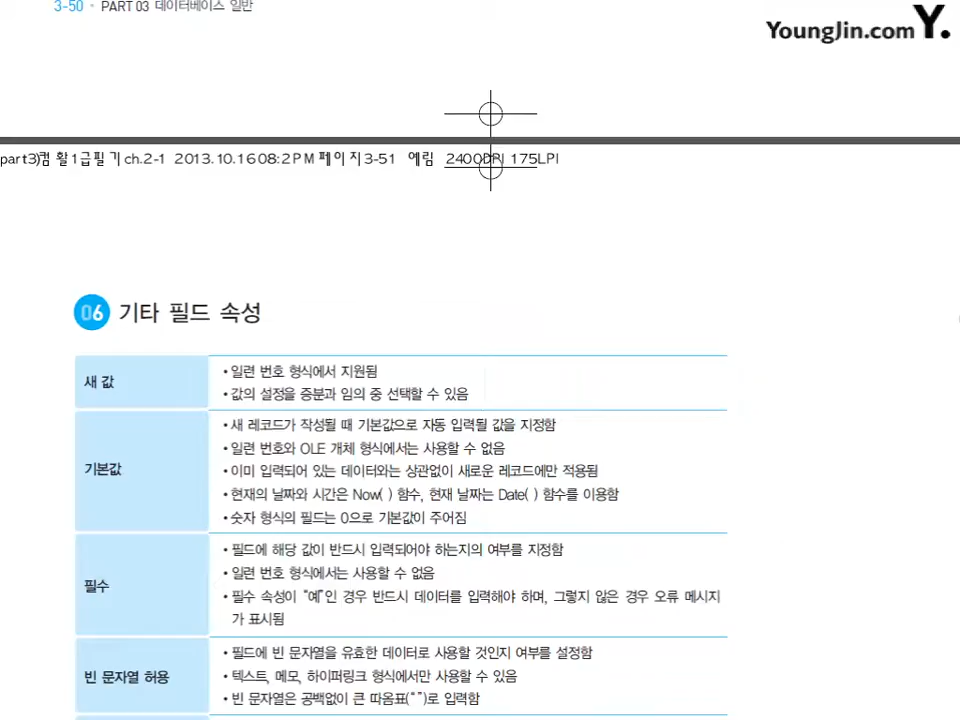 3-50 • PART 03 데이터베이스 일반
YoungJin.com Y.
part3)컴활1급필기ch.2-1 2013.10.16 08:2 PM 페이지3-51 예림 2400DPI 175LPI
06 기타 필드 속성
새 값
• 일련 번호 형식에서 지원됨
• 값의 설정을 증분과 임의 중 선택할 수 있음
기본값
• 새 레코드가 작성될 때 기본값으로 자동 입력될 값을 지정함
• 일련 번호와 OLE 개체 형식에서는 사용할 수 없음
• 이미 입력되어 있는 데이터와는 상관없이 새로운 레코드에만 적용됨
• 현재의 날짜와 시간은 Now( ) 함수, 현재 날짜는 Date( ) 함수를 이용함
• 숫자 형식의 필드는 0으로 기본값이 주어짐
필수
• 필드에 해당 값이 반드시 입력되어야 하는지의 여부를 지정함
• 일련 번호 형식에서는 사용할 수 없음
• 필수 속성이 “예”인 경우 반드시 데이터를 입력해야 하며, 그렇지 않은 경우 오류 메시지
가 표시됨
빈 문자열 허용
• 필드에 빈 문자열을 유효한 데이터로 사용할 것인지 여부를 설정함
• 텍스트, 메모, 하이퍼링크 형식에서만 사용할 수 있음
• 빈 문자열은 공백없이 큰 따옴표(“”)로 입력함